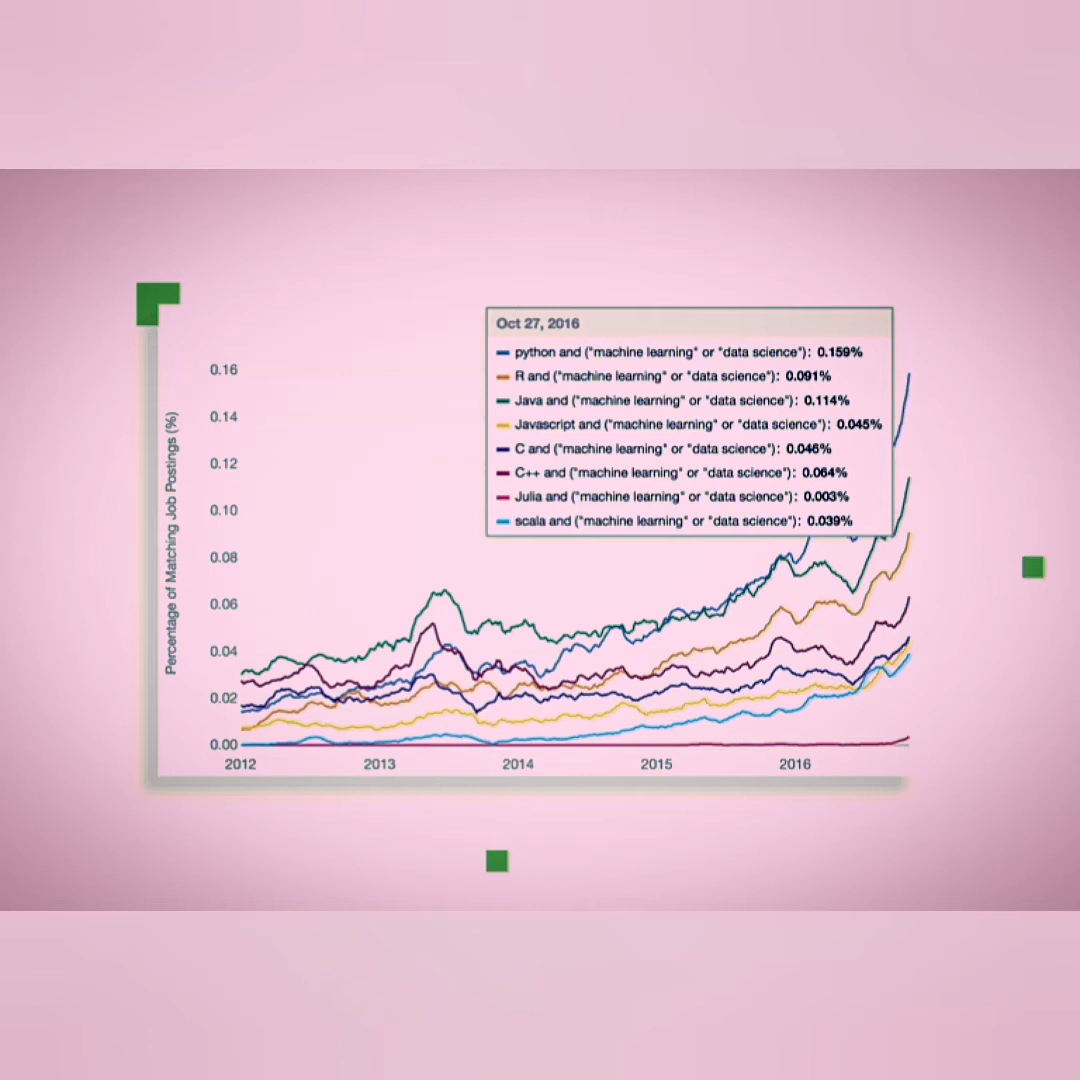 Oct 27, 2016
python and ("machine learning" or "data science"): 0.159%
R and ("machine learning" or "data science"): 0.091%
Java and ("machine learning" or "data science"): 0.114%
Javascript and ("machine learning" or "data science"): 0.045%
C and ("machine learning" or "data science"): 0.046%
C++ and ("machine learning" or "data science"): 0.064%
Julia and ("machine learning" or "data science"): 0.003%
scala and ("machine learning" or "data science"): 0.039%
Percentage of Matching Job Postings (%)
0.16
0.14
0.12
0.10
0.08
0.06
0.04
0.02
0.00
2012 2013 2014 2015 2016